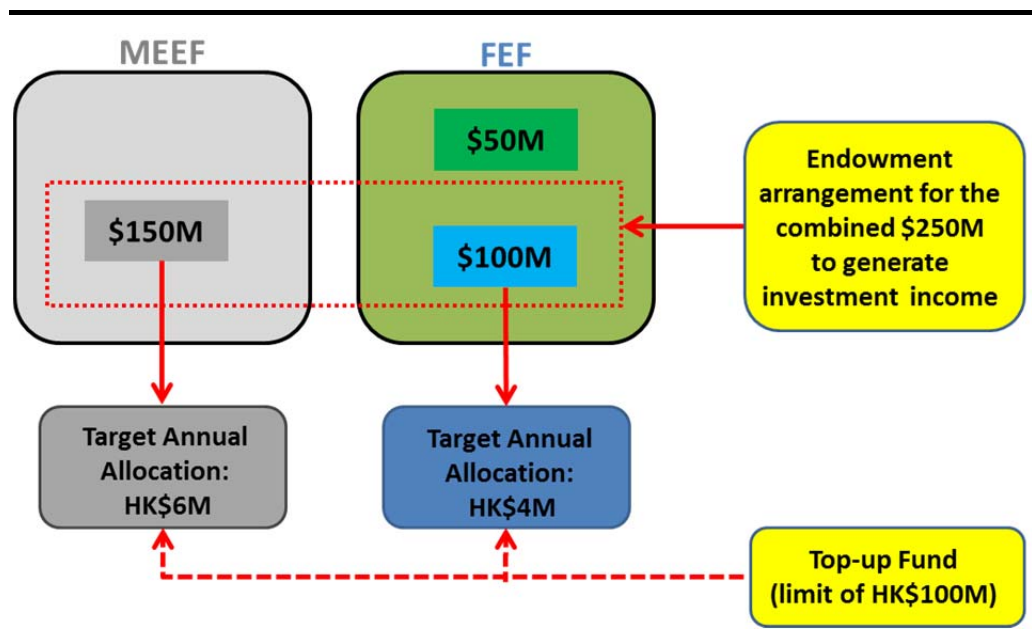 MEEF
FEF
$50M
$150M
$100M
Endowment
arrangement for the
combined $250M
to generate
investment income
Target Annual
Allocation:
HK$6M
Target Annual
Allocation:
HK$4M
Top-up Fund
(limit of HK$100M)